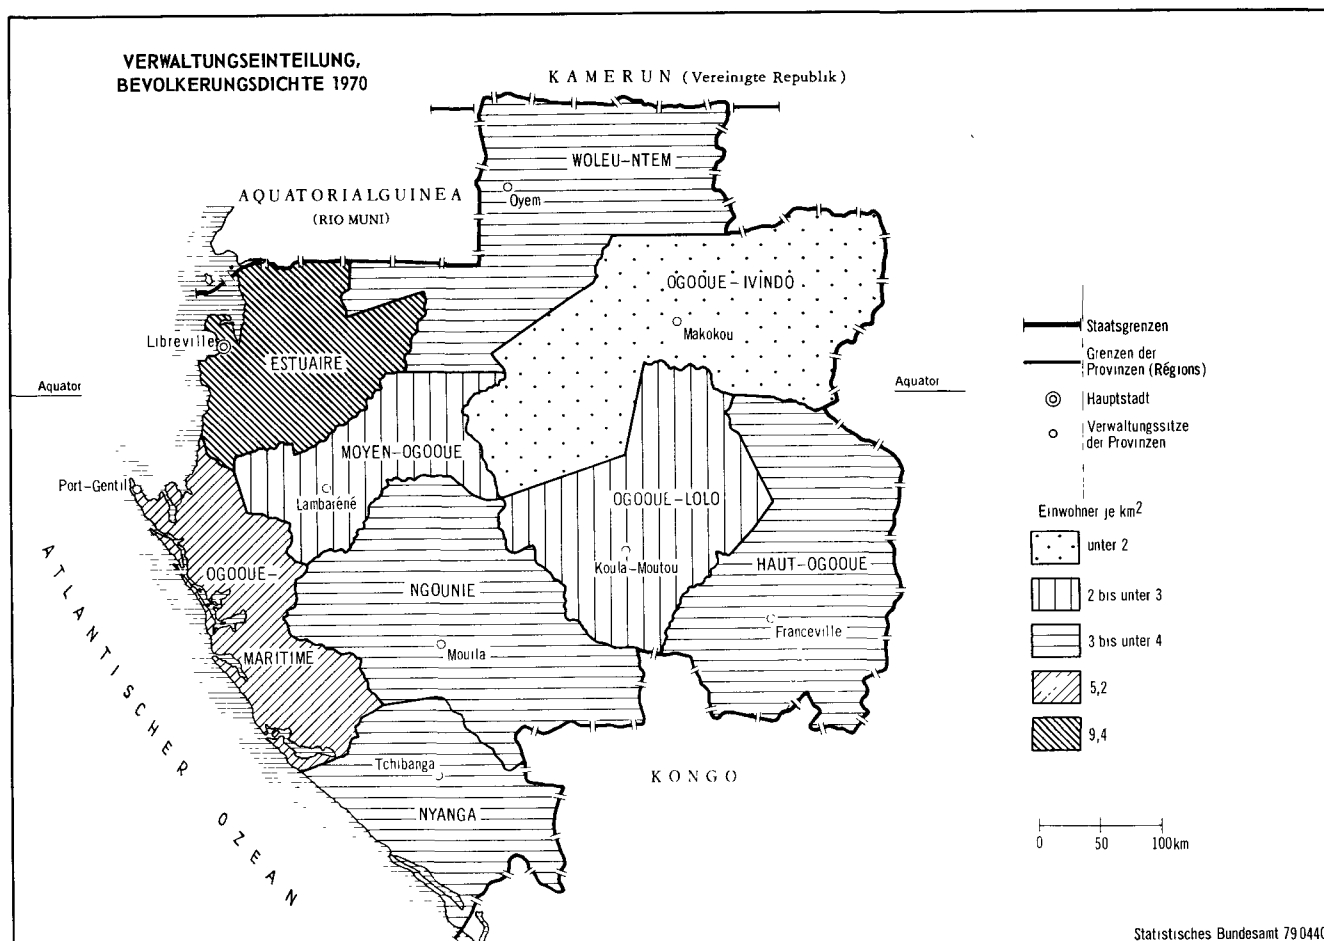 VERWALTUNGSEINTEILUNG,
BEVOLKERUNGSDICHTE 1970
KAMERUN (Vereinigte Republik)
WOLEU-NTEM
Oyem
AQUATORIALGUINEA
(RIO MUNI)
OGOOUE-IVINDO
Makokou
Libreville
ESTUAIRE
Aquator
Aquator
MOYEN-OGOOUE
Lambaréné
Port-Gentil
OGOOUE-LOLO
Koula-Moutou
HAUT-OGOOUE
Franceville
OGOOUE-
MARITIME
NGOUNIE
Mouila
Tchibanga
NYANGA
KONGO
ATLANTISCHER OZEAN
Staatsgrenzen
Grenzen der
Provinzen (Régions)
Hauptstadt
Verwaltungssitze
der Provinzen
Einwohner je km²
unter 2
2 bis unter 3
3 bis unter 4
5,2
9,4
0 50 100km
Statistisches Bundesamt 790440